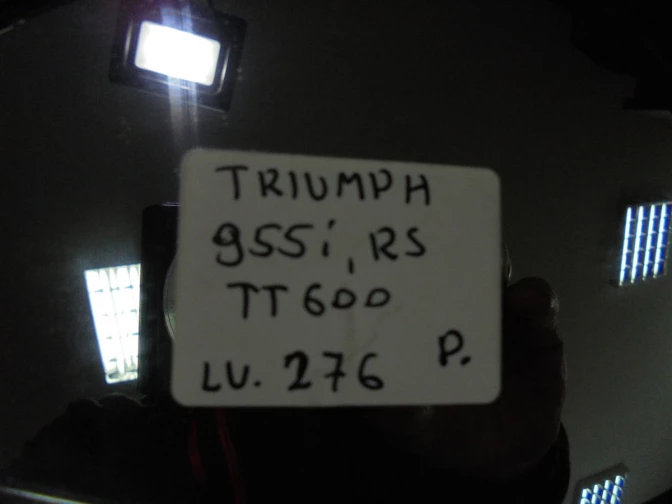 TRIUMPH
955i, RS
TT600
LV. 276 P.